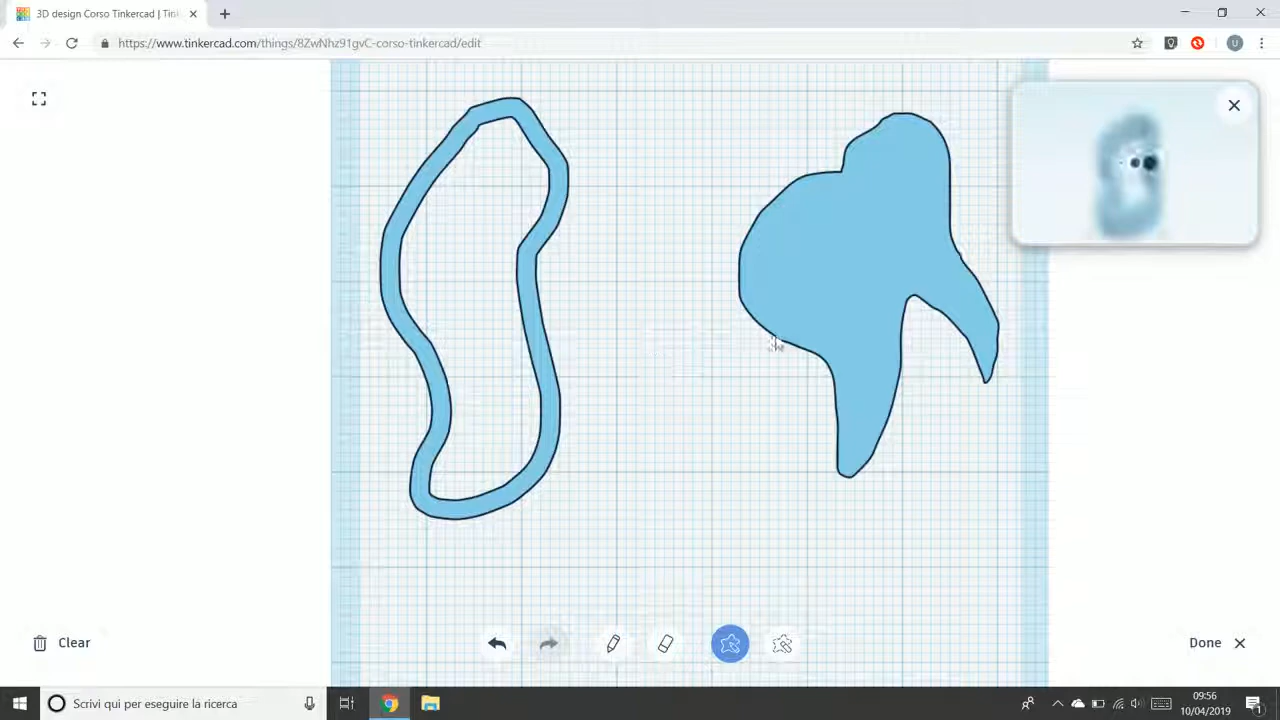 3D design Corso Tinkercad | Tin
https://www.tinkercad.com/things/8ZwNhz91gvC-corso-tinkercad/edit
U
Clear
Done
Scrivi qui per eseguire la ricerca
09:56
10/04/2019
1